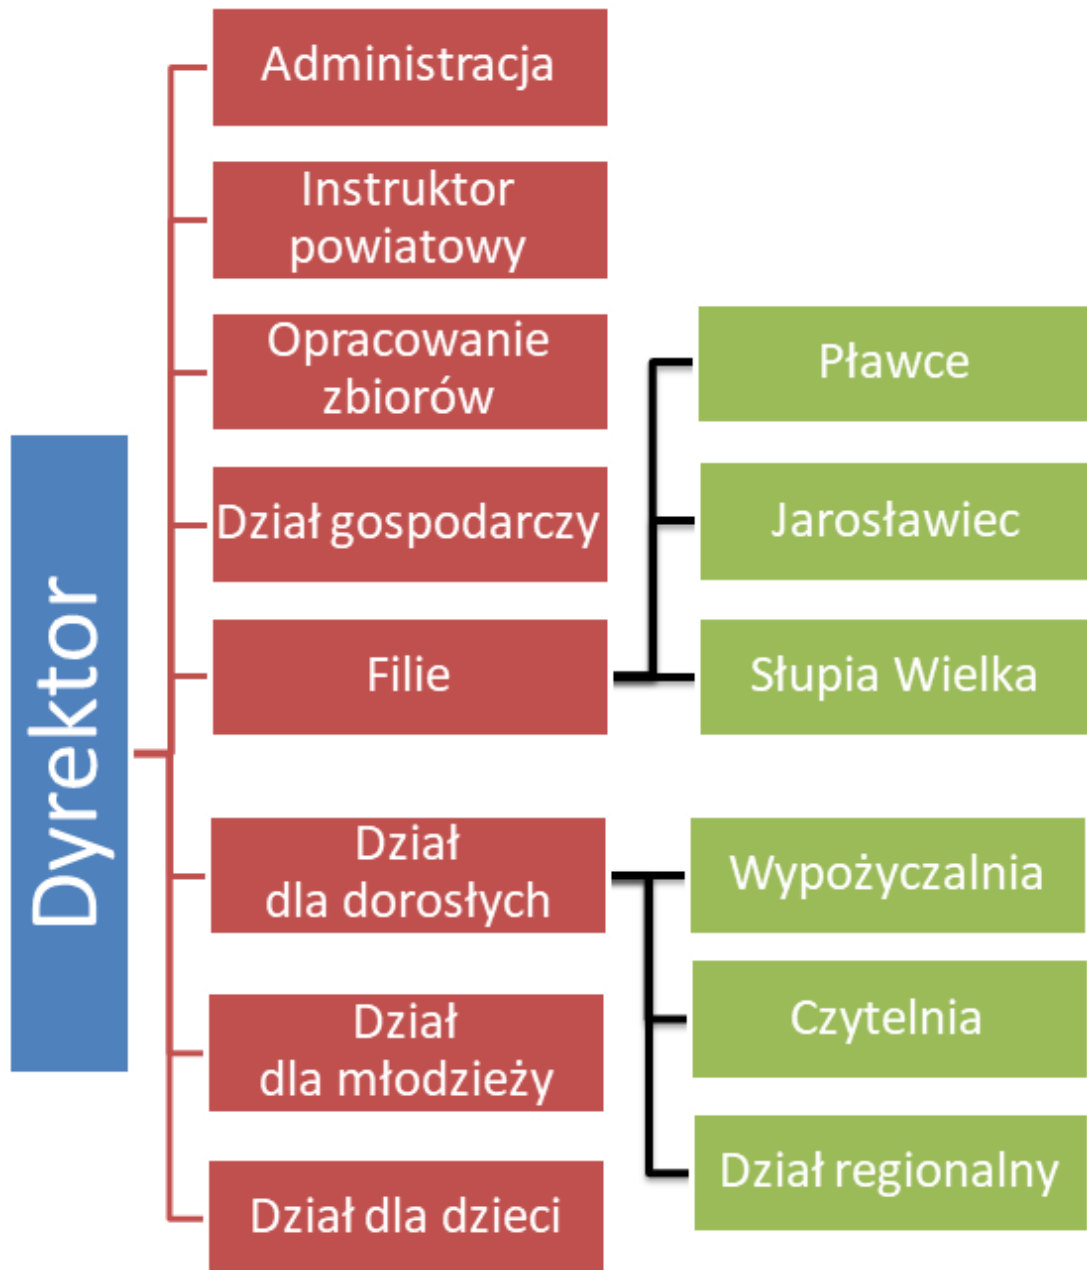 Dyrektor
Administracja
Instruktor
powiatowy
Opracowanie
zbiorów
Dział gospodarczy
Filie
Pławce
Jarosławiec
Słupia Wielka
Dział
dla dorosłych
Wypożyczalnia
Czytelnia
Dział regionalny
Dział
dla młodzieży
Dział dla dzieci